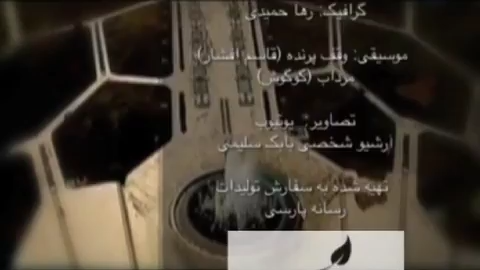 گرافیک: رها حمیدی
موسیقی: وقف پرنده (قاسم افشار)
مرداب (گوگوش)
تصاویر: یوتیوب
آرشیو شخصی بابک سلیمی
تهیه شده به سفارش تولیدات
رسانه پارسی